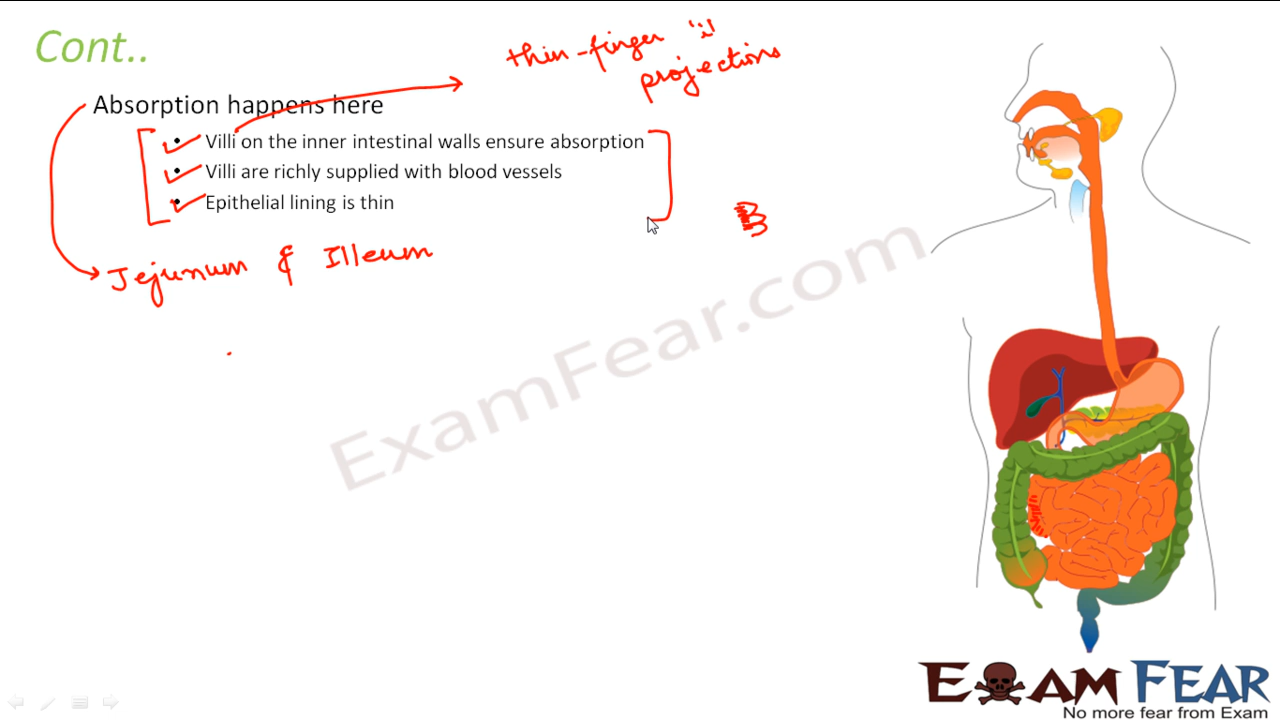 Cont..
thin-finger
projections
Absorption happens here
• Villi on the inner intestinal walls ensure absorption
• Villi are richly supplied with blood vessels
• Epithelial lining is thin
B
Jejunum & Illeum
ExamFear.com
EXAM FEAR
No more fear from Exam